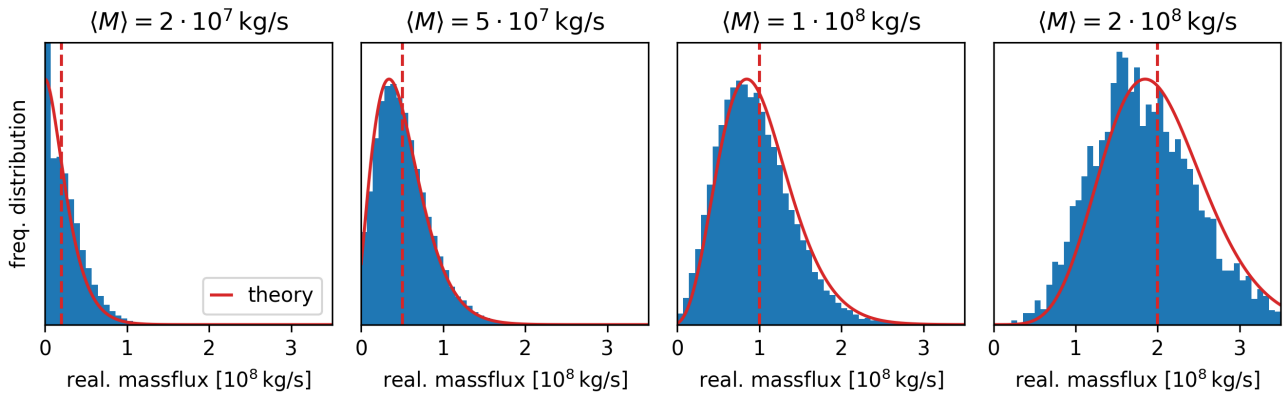 ⟨M⟩ = 2 · 10⁷ kg/s
⟨M⟩ = 5 · 10⁷ kg/s
⟨M⟩ = 1 · 10⁸ kg/s
⟨M⟩ = 2 · 10⁸ kg/s
freq. distribution
theory
0 1 2 3
0 1 2 3
0 1 2 3
0 1 2 3
real. massflux [10⁸ kg/s]
real. massflux [10⁸ kg/s]
real. massflux [10⁸ kg/s]
real. massflux [10⁸ kg/s]